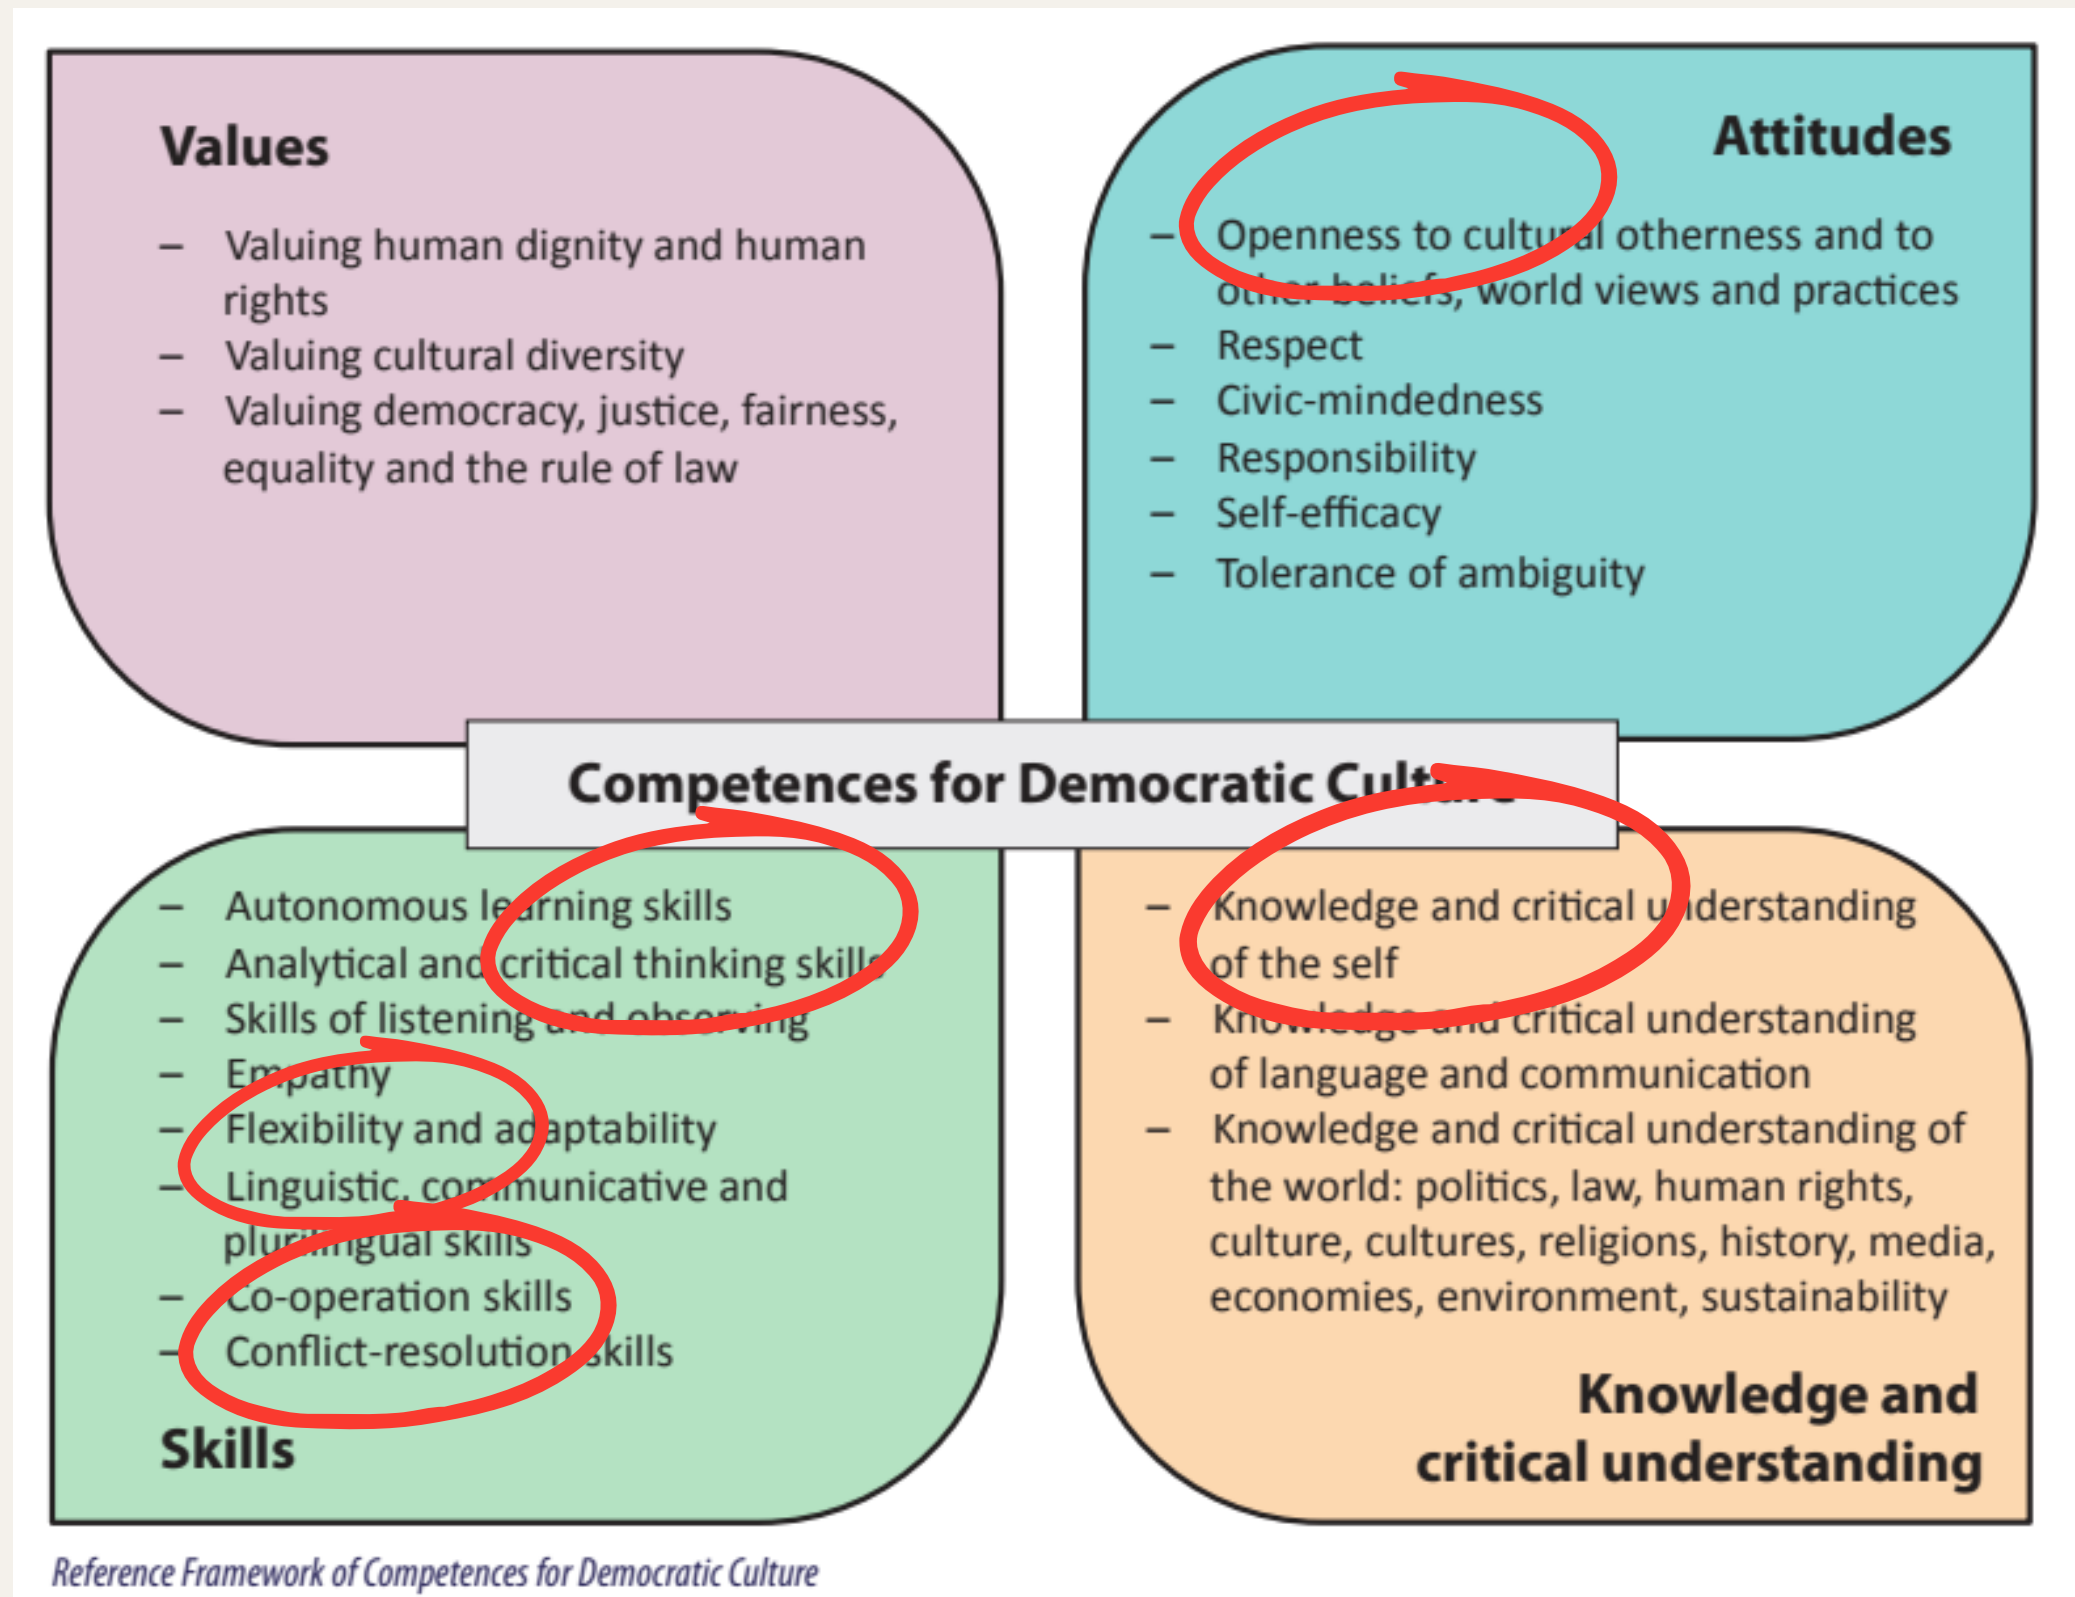 Values
– Valuing human dignity and human
rights
– Valuing cultural diversity
– Valuing democracy, justice, fairness,
equality and the rule of law
Attitudes
– Openness to cultural otherness and to
other beliefs, world views and practices
– Respect
– Civic-mindedness
– Responsibility
– Self-efficacy
– Tolerance of ambiguity
Competences for Democratic Culture
– Autonomous learning skills
– Analytical and critical thinking skills
– Skills of listening and observing
– Empathy
– Flexibility and adaptability
– Linguistic, communicative and
plurilingual skills
– Co-operation skills
– Conflict-resolution skills
Skills
– Knowledge and critical understanding
of the self
– Knowledge and critical understanding
of language and communication
– Knowledge and critical understanding of
the world: politics, law, human rights,
culture, cultures, religions, history, media,
economies, environment, sustainability
Knowledge and
critical understanding
Reference Framework of Competences for Democratic Culture